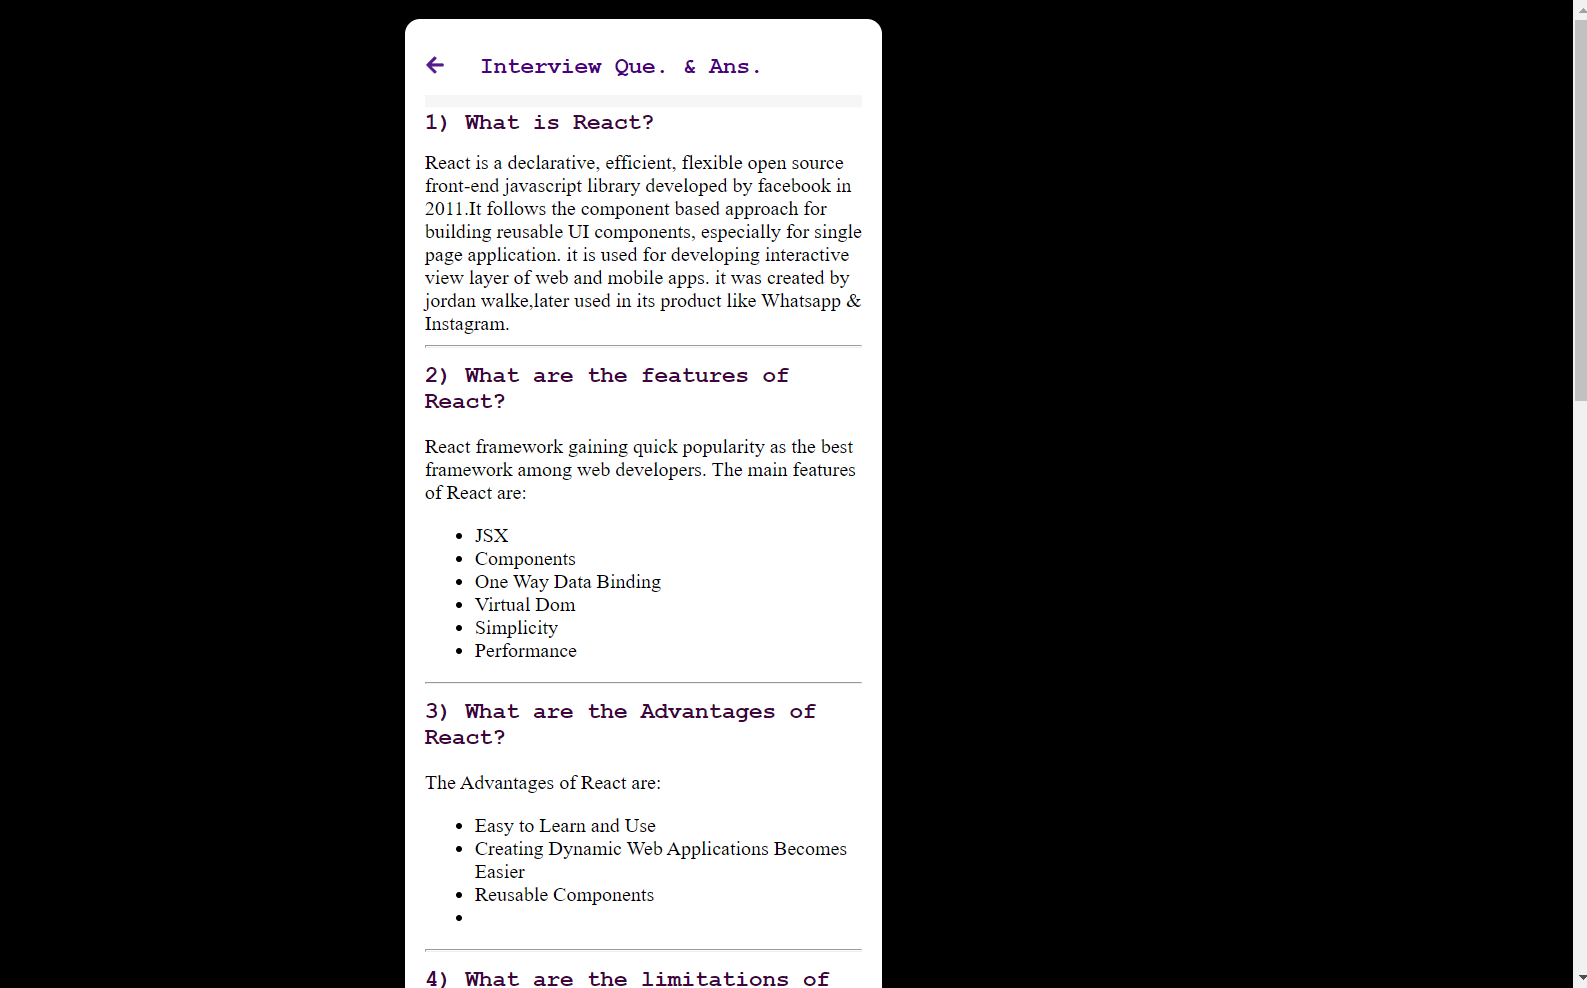 Interview Que. & Ans.
1) What is React?
React is a declarative, efficient, flexible open source
front-end javascript library developed by facebook in
2011.It follows the component based approach for
building reusable UI components, especially for single
page application. it is used for developing interactive
view layer of web and mobile apps. it was created by
jordan walke,later used in its product like Whatsapp &
Instagram.
2) What are the features of
React?
React framework gaining quick popularity as the best
framework among web developers. The main features
of React are:
• JSX
• Components
• One Way Data Binding
• Virtual Dom
• Simplicity
• Performance
3) What are the Advantages of
React?
The Advantages of React are:
• Easy to Learn and Use
• Creating Dynamic Web Applications Becomes
Easier
• Reusable Components
•
4) What are the limitations of